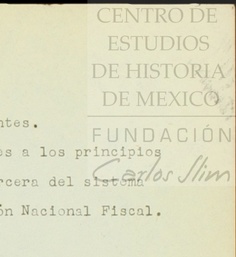 CENTRO DE
ESTUDIOS
DE HISTORIA
DE MEXICO
FUNDACIÓN
Carlos Slim
ntes.
es a los principios
rcera del sistema
ón Nacional Fiscal.